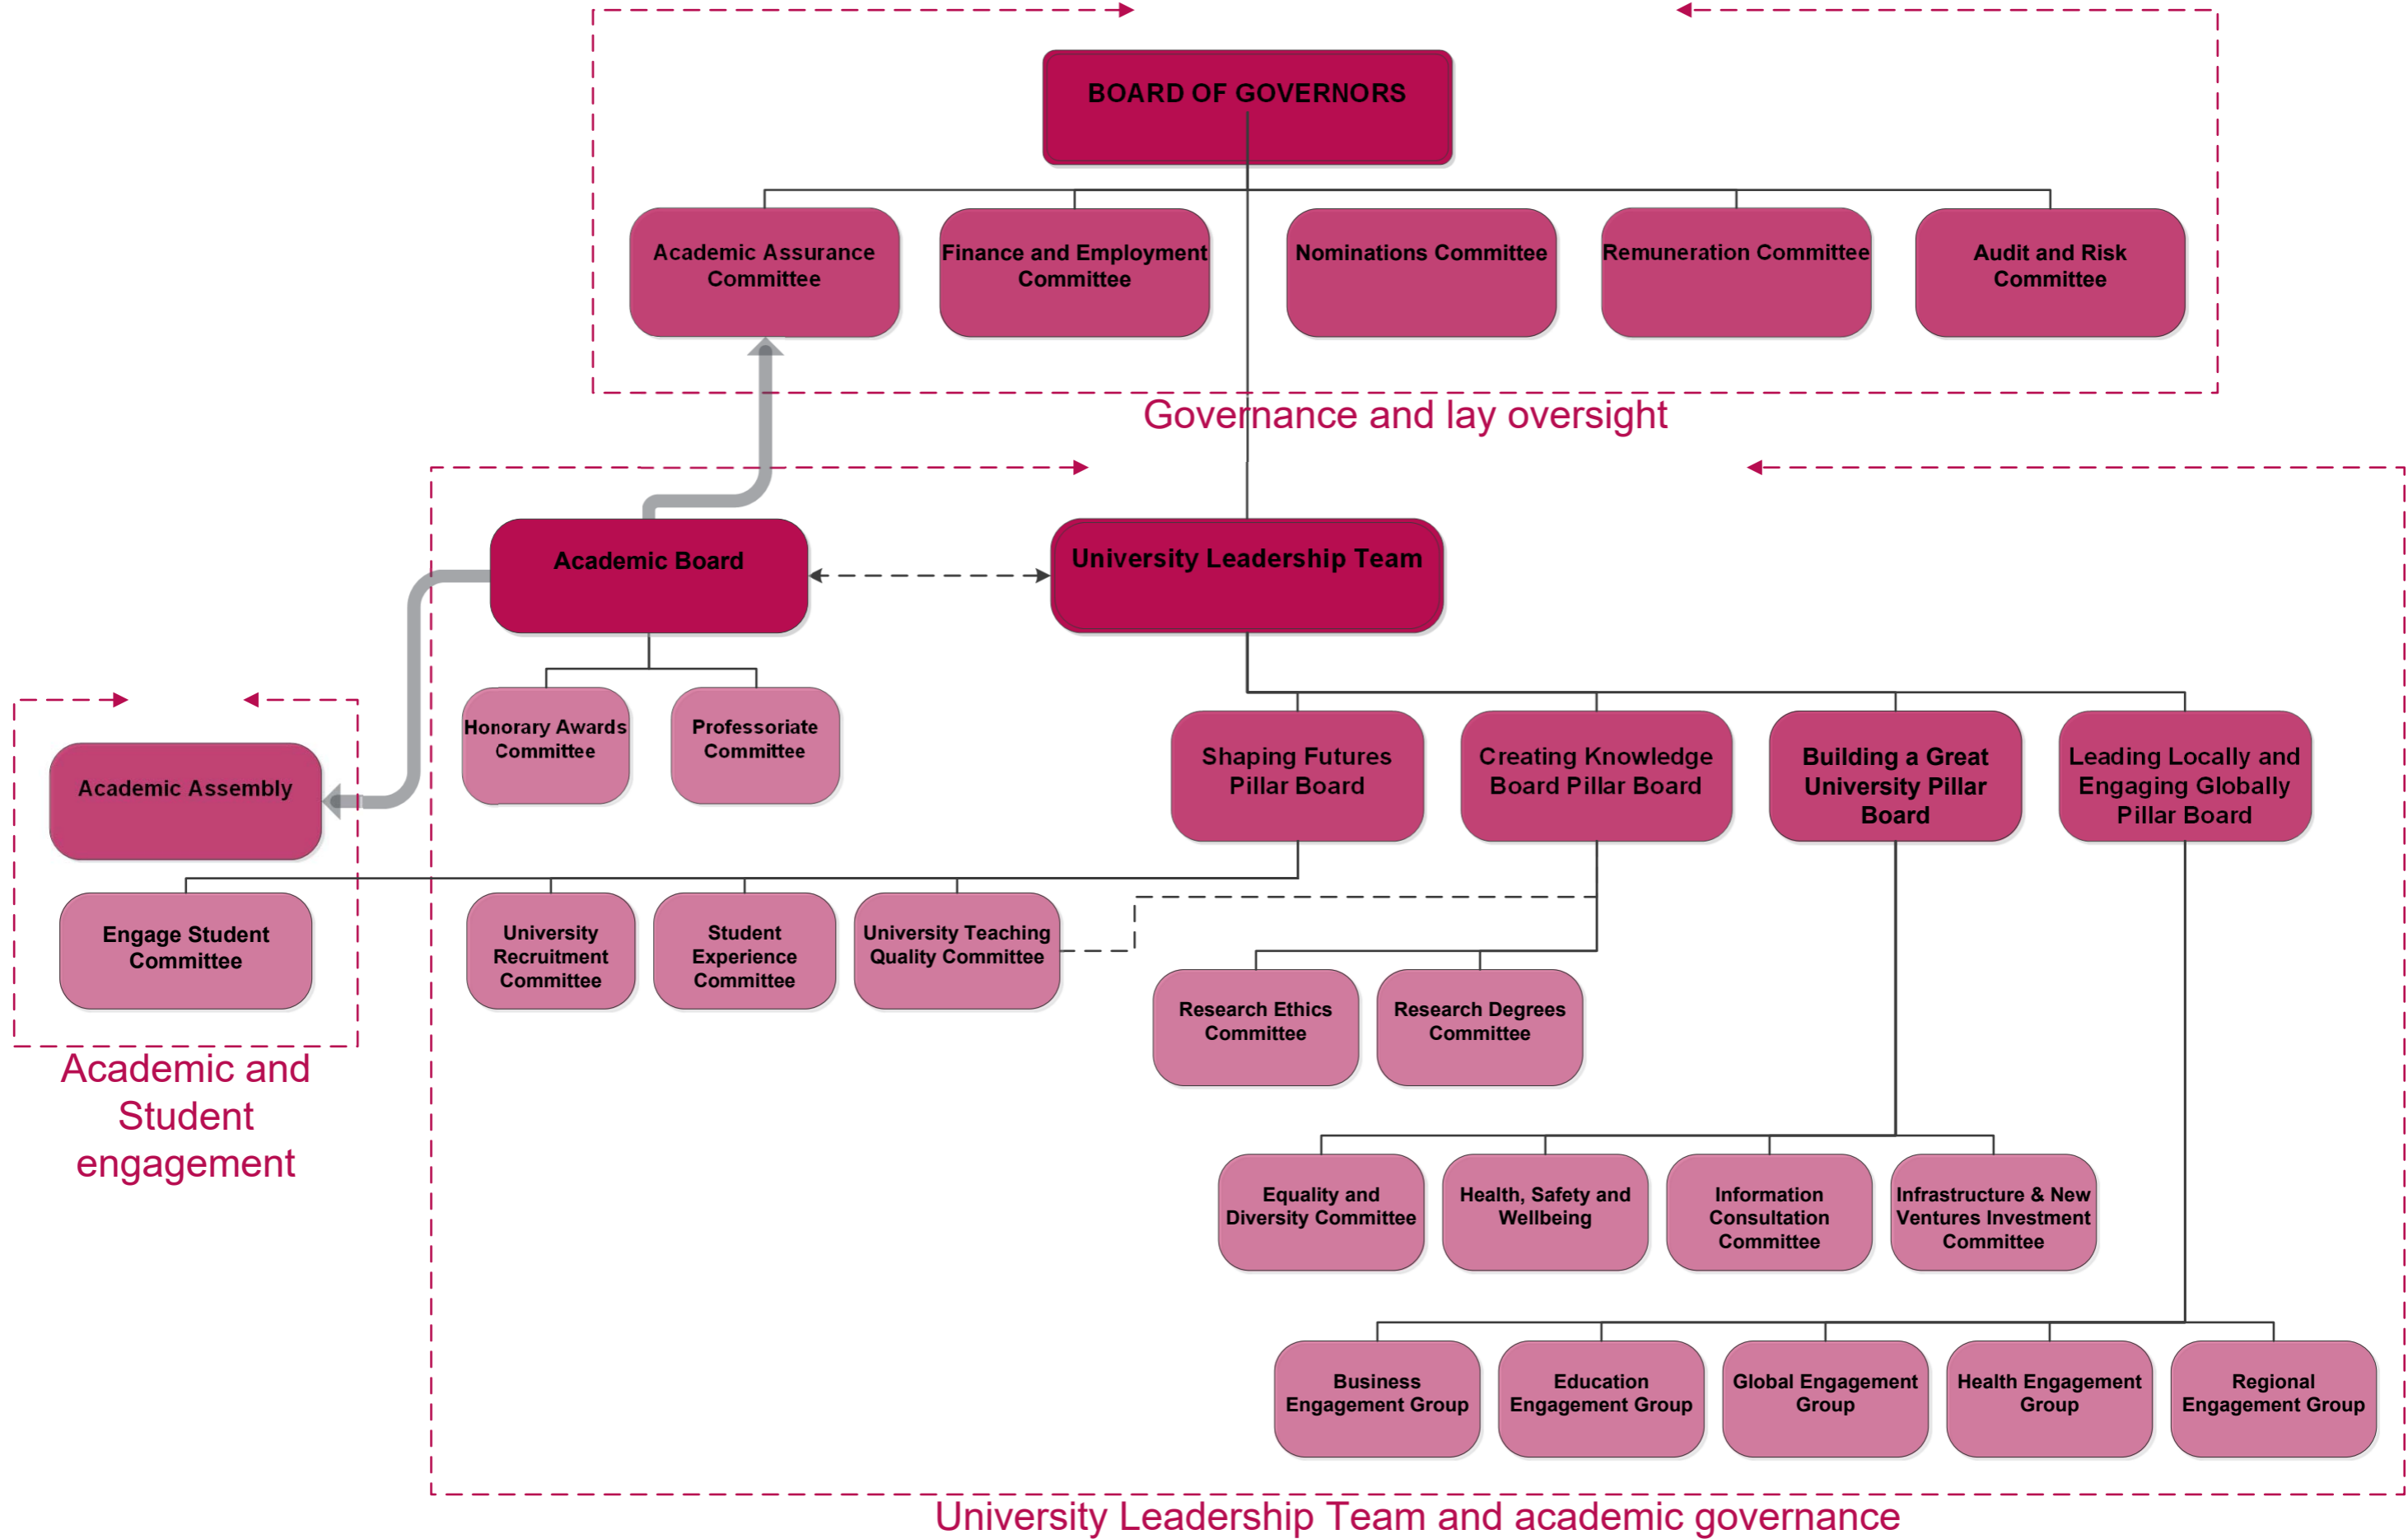 BOARD OF GOVERNORS
Academic Assurance
Committee
Finance and Employment
Committee
Nominations Committee
Remuneration Committee
Audit and Risk
Committee
Governance and lay oversight
Academic Board
University Leadership Team
Honorary Awards
Committee
Professoriate
Committee
Academic Assembly
Shaping Futures
Pillar Board
Creating Knowledge
Board Pillar Board
Building a Great
University Pillar
Board
Leading Locally and
Engaging Globally
Pillar Board
Engage Student
Committee
University
Recruitment
Committee
Student
Experience
Committee
University Teaching
Quality Committee
Research Ethics
Committee
Research Degrees
Committee
Academic and
Student
engagement
Equality and
Diversity Committee
Health, Safety and
Wellbeing
Information
Consultation
Committee
Infrastructure & New
Ventures Investment
Committee
Business
Engagement Group
Education
Engagement Group
Global Engagement
Group
Health Engagement
Group
Regional
Engagement Group
University Leadership Team and academic governance